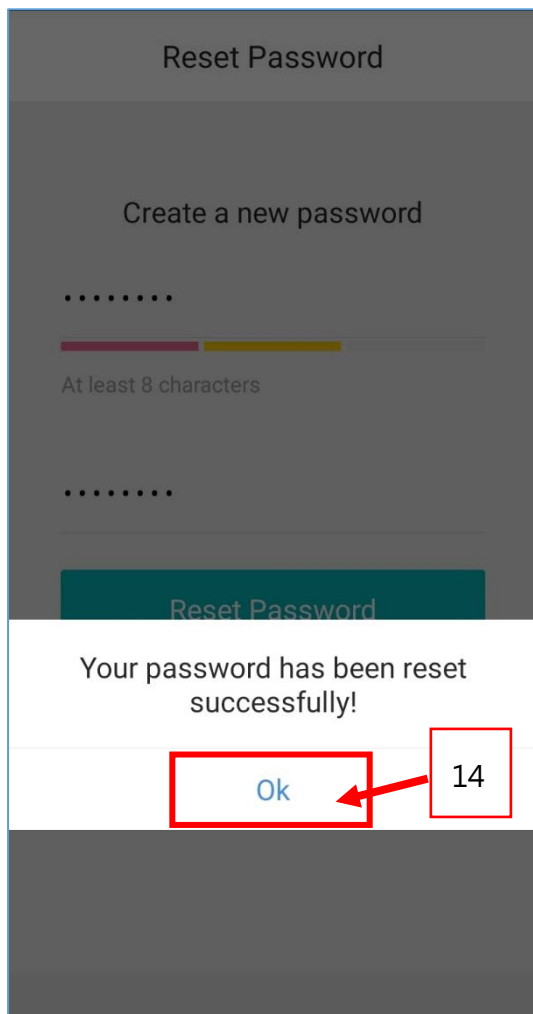 Reset Password
Create a new password
........
At least 8 characters
........
Reset Password
Your password has been reset
successfully!
Ok
14